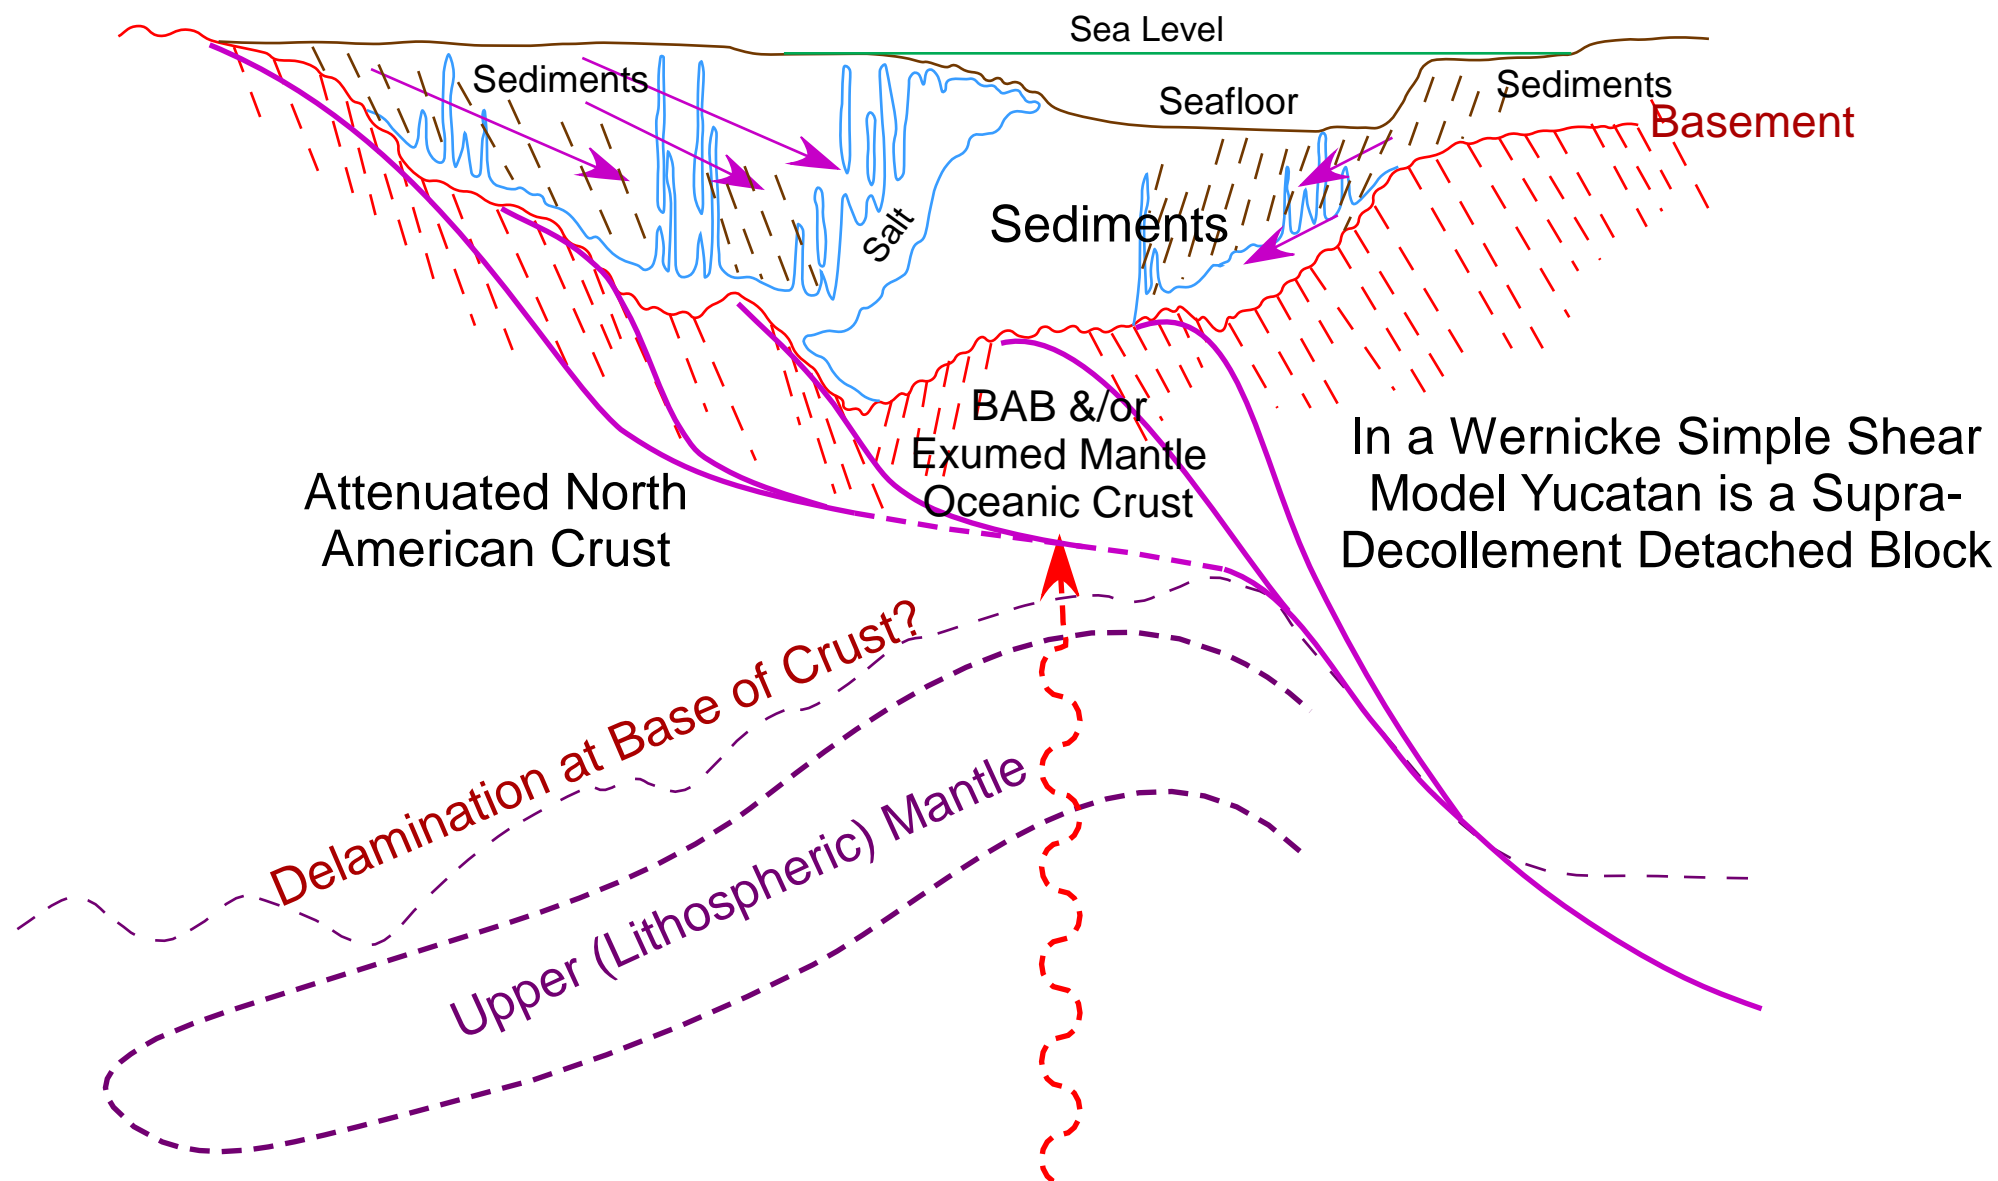 Sea Level
Sediments
Seafloor
Sediments
Basement
Salt
Sediments
BAB &/or
Exumed Mantle
Oceanic Crust
In a Wernicke Simple Shear
Model Yucatan is a Supra-
Decollement Detached Block
Attenuated North
American Crust
Delamination at Base of Crust?
Upper (Lithospheric) Mantle